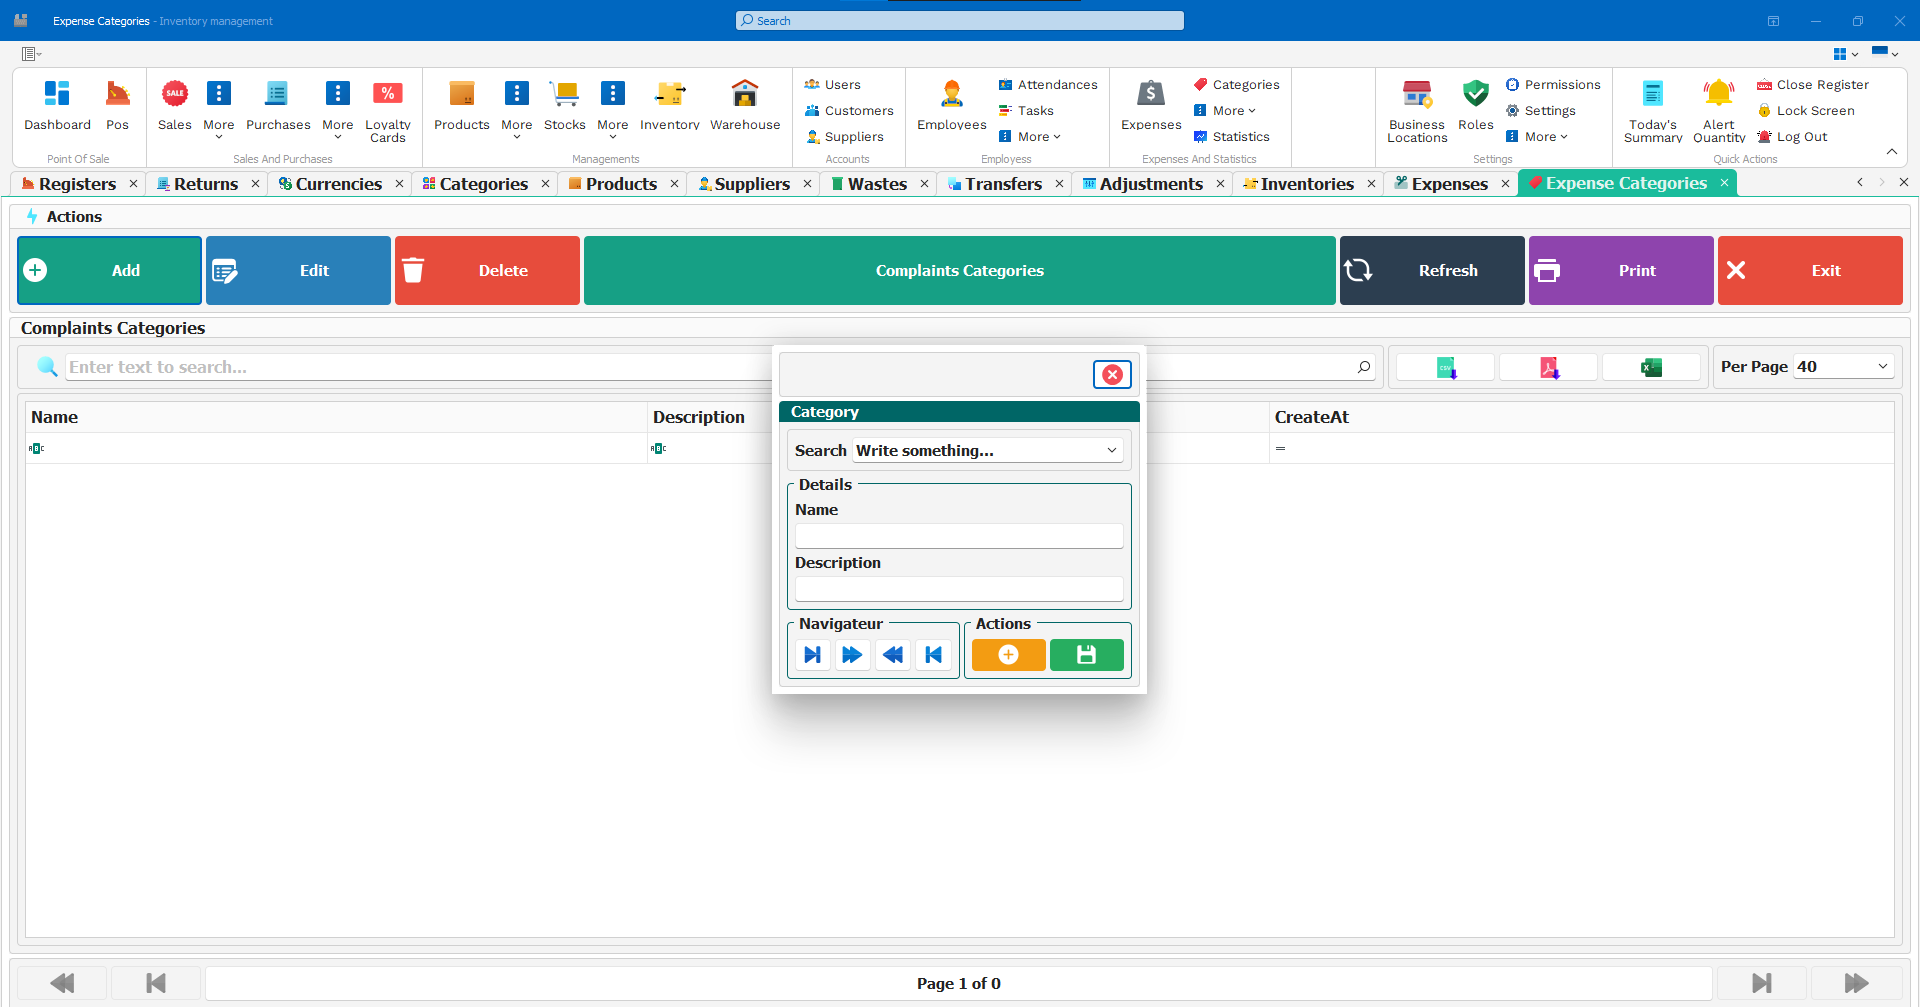 Expense Categories - Inventory management
Search
Dashboard
Pos
Point Of Sale
Sales
More
Purchases
More
Loyalty Cards
Sales And Purchases
Products
More
Stocks
More
Inventory
Warehouse
Managements
Users
Customers
Suppliers
Accounts
Employees
Attendances
Tasks
More
Employess
Expenses
Categories
More
Statistics
Expenses And Statistics
Business Locations
Roles
Permissions
Settings
More
Settings
Today's Summary
Alert Quantity
Close Register
Lock Screen
Log Out
Quick Actions
Registers
Returns
Currencies
Categories
Products
Suppliers
Wastes
Transfers
Adjustments
Inventories
Expenses
Expense Categories
Actions
Add
Edit
Delete
Complaints Categories
Refresh
Print
Exit
Complaints Categories
Enter text to search...
Per Page 40
Name
Description
CreateAt
=
Category
Search Write something...
Details
Name
Description
Navigateur
Actions
Page 1 of 0